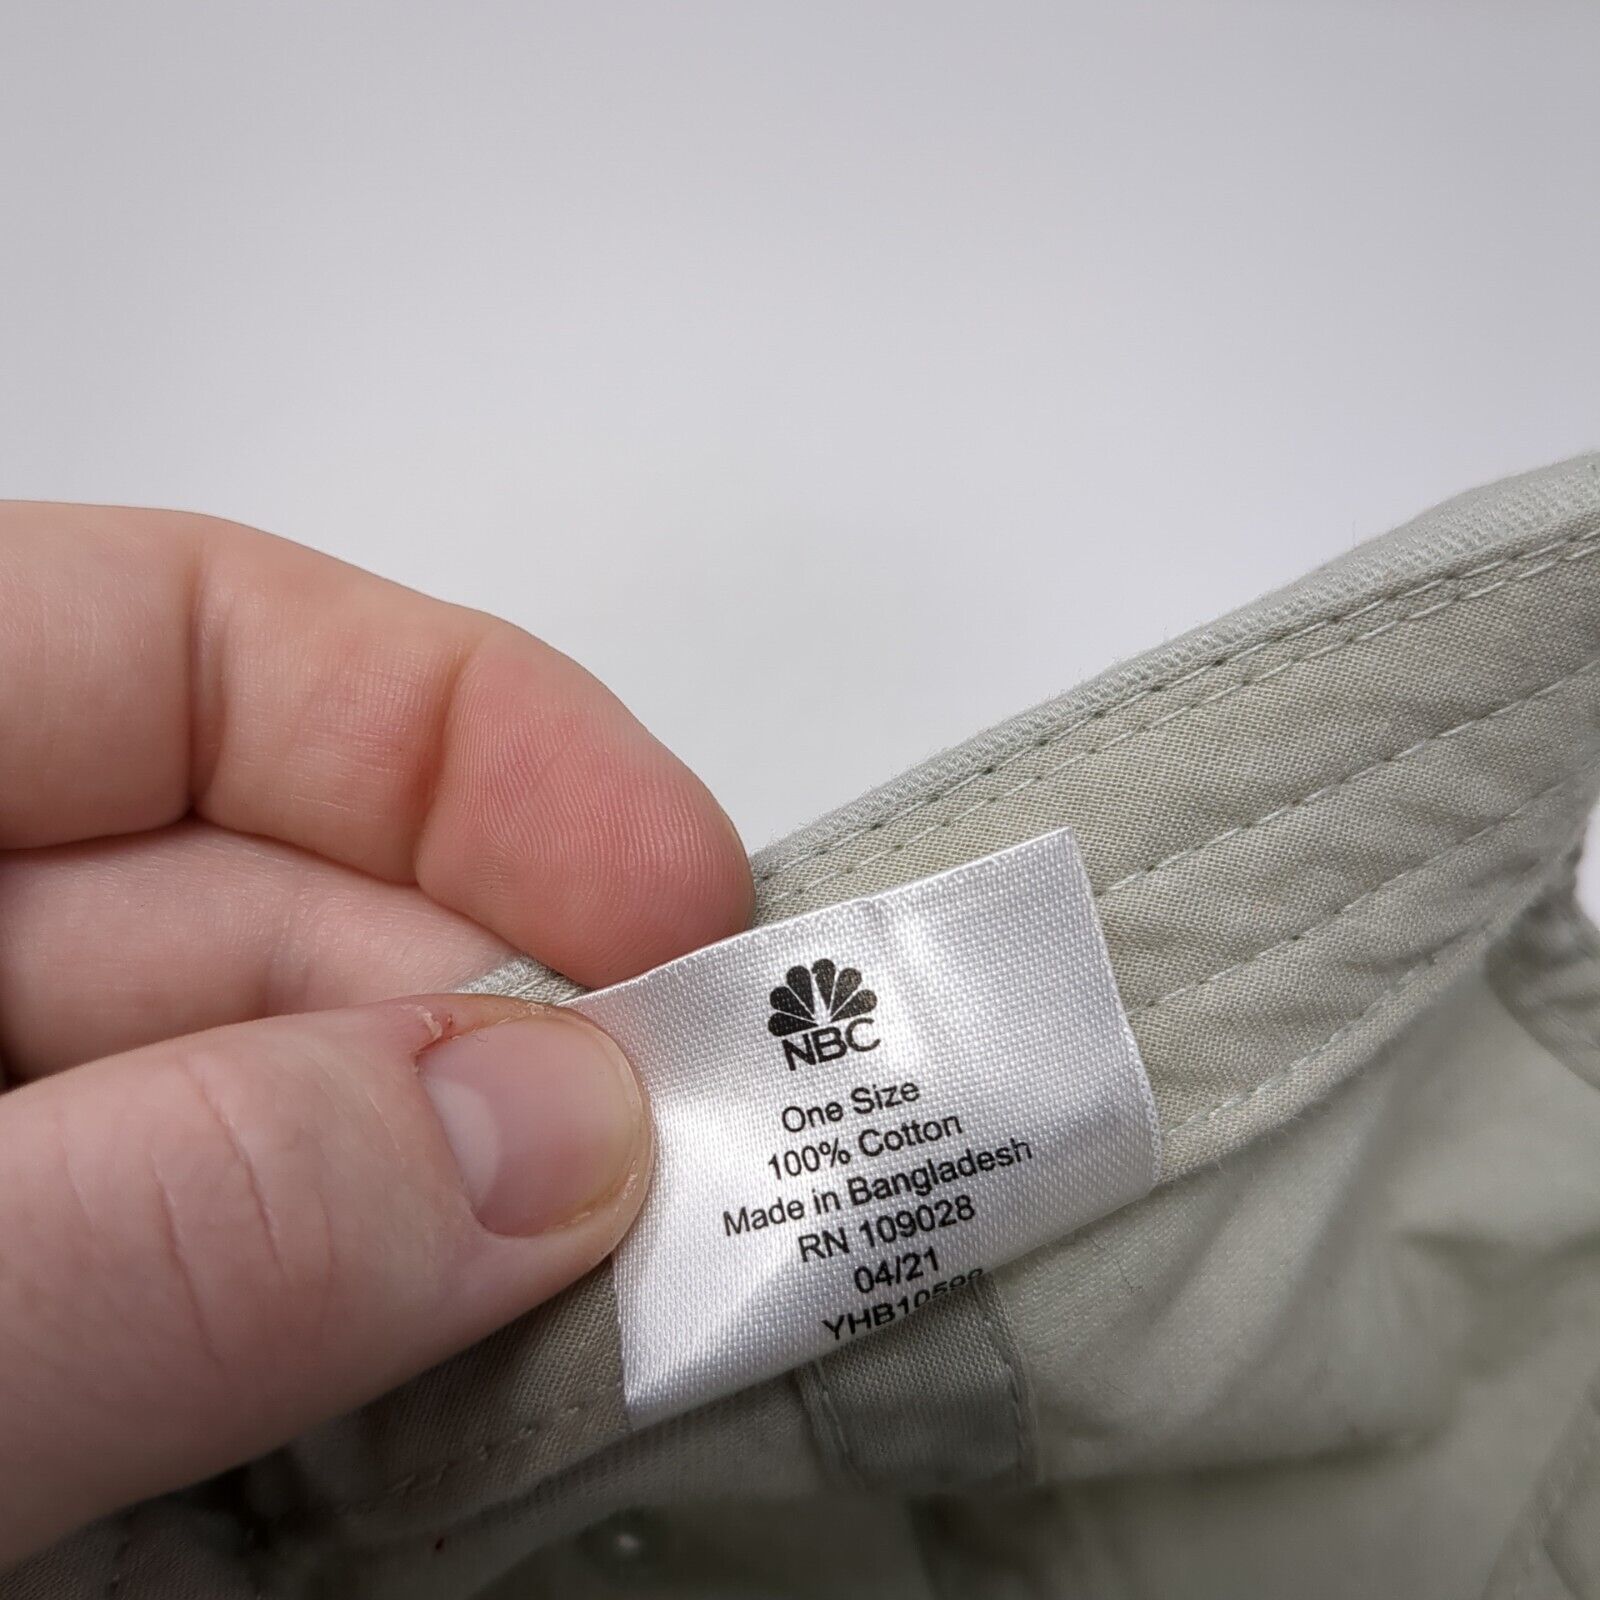 NBC
One Size
100% Cotton
Made in Bangladesh
RN 109028
04/21